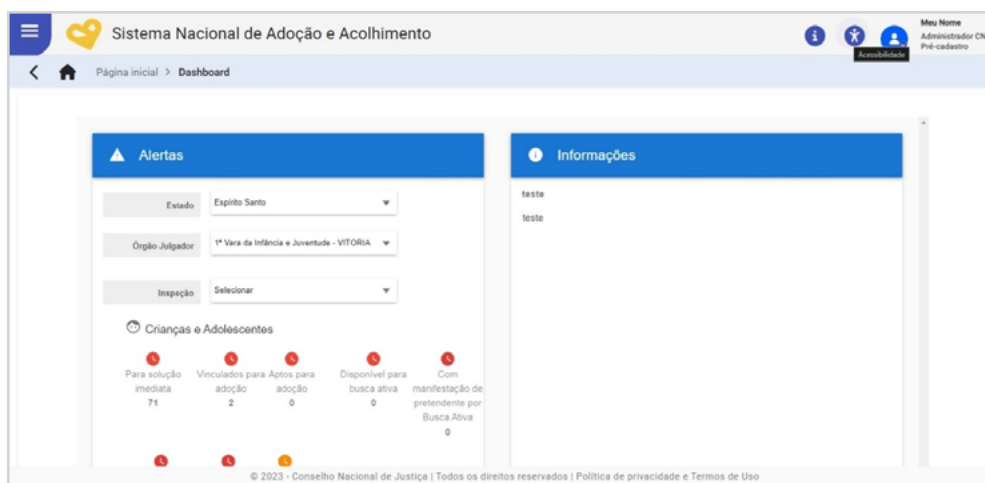 Sistema Nacional de Adoção e Acolhimento
Meu Nome
Administrador CN
Pré-cadastro
Acessibilidade
Página inicial > Dashboard
Alertas
Estado
Espírito Santo
Órgão Julgador
1ª Vara da Infância e Juventude - VITORIA
Inspeção
Selecionar
Crianças e Adolescentes
Para solução
imediata
71
Vinculados para
adoção
2
Aptos para
adoção
0
Disponível para
busca ativa
0
Com
manifestação de
pretendente por
Busca Ativa
0
Informações
teste
teste
© 2023 - Conselho Nacional de Justiça | Todos os direitos reservados | Política de privacidade e Termos de Uso